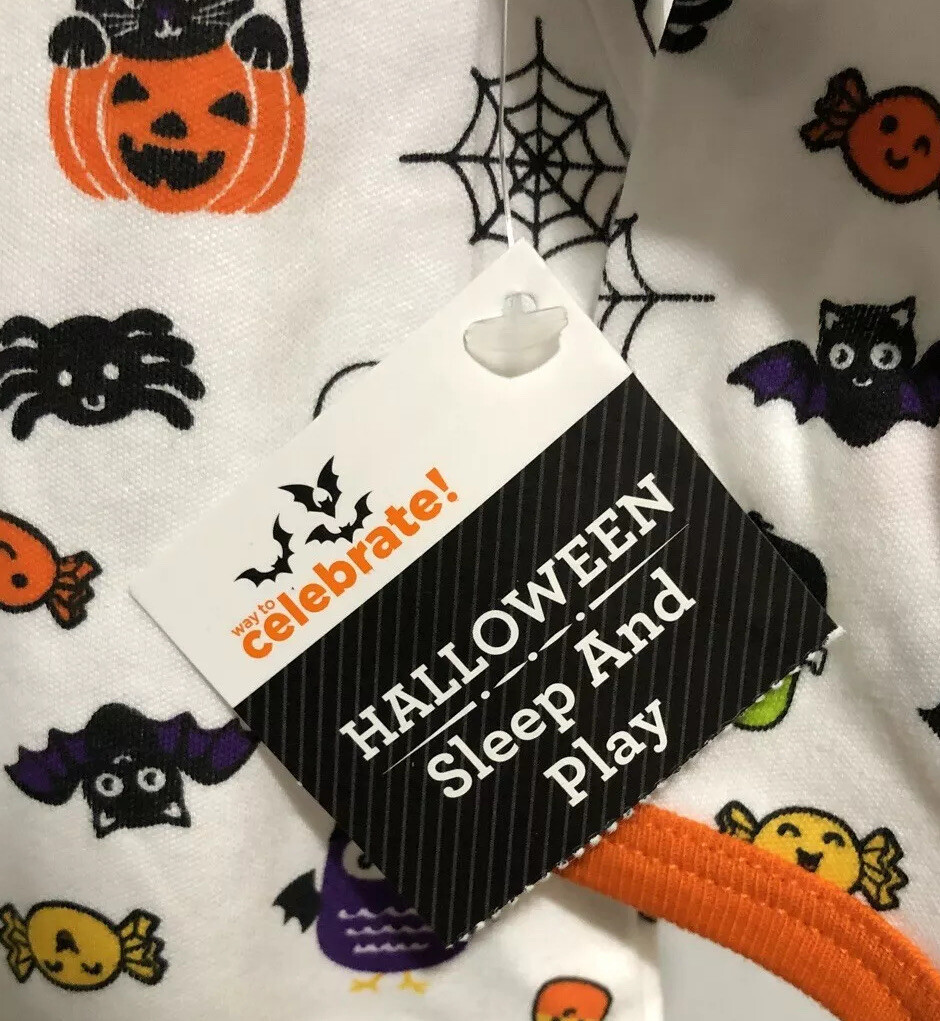 way to
celebrate!
HALLOWEEN
Sleep And
Play